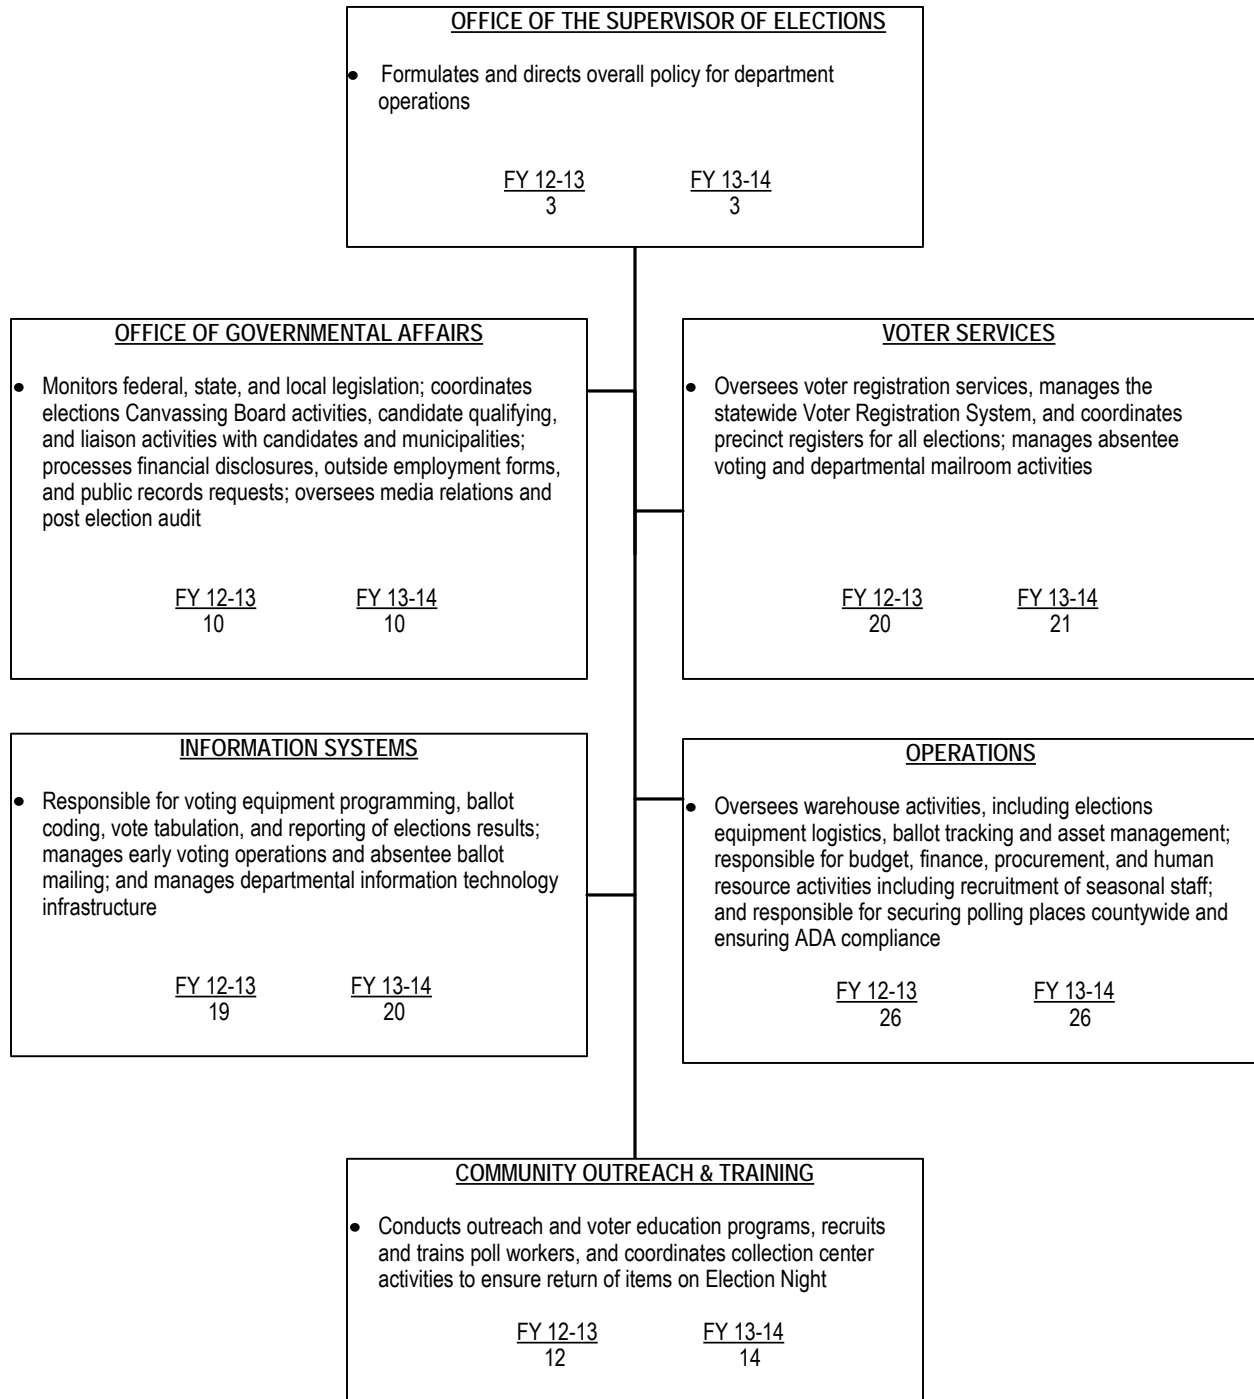 OFFICE OF THE SUPERVISOR OF ELECTIONS
• Formulates and directs overall policy for department
operations
FY 12-13 FY 13-14
3 3
OFFICE OF GOVERNMENTAL AFFAIRS
• Monitors federal, state, and local legislation; coordinates
elections Canvassing Board activities, candidate qualifying,
and liaison activities with candidates and municipalities;
processes financial disclosures, outside employment forms,
and public records requests; oversees media relations and
post election audit
FY 12-13 FY 13-14
10 10
VOTER SERVICES
• Oversees voter registration services, manages the
statewide Voter Registration System, and coordinates
precinct registers for all elections; manages absentee
voting and departmental mailroom activities
FY 12-13 FY 13-14
20 21
INFORMATION SYSTEMS
• Responsible for voting equipment programming, ballot
coding, vote tabulation, and reporting of elections results;
manages early voting operations and absentee ballot
mailing; and manages departmental information technology
infrastructure
FY 12-13 FY 13-14
19 20
OPERATIONS
• Oversees warehouse activities, including elections
equipment logistics, ballot tracking and asset management;
responsible for budget, finance, procurement, and human
resource activities including recruitment of seasonal staff;
and responsible for securing polling places countywide and
ensuring ADA compliance
FY 12-13 FY 13-14
26 26
COMMUNITY OUTREACH & TRAINING
• Conducts outreach and voter education programs, recruits
and trains poll workers, and coordinates collection center
activities to ensure return of items on Election Night
FY 12-13 FY 13-14
12 14